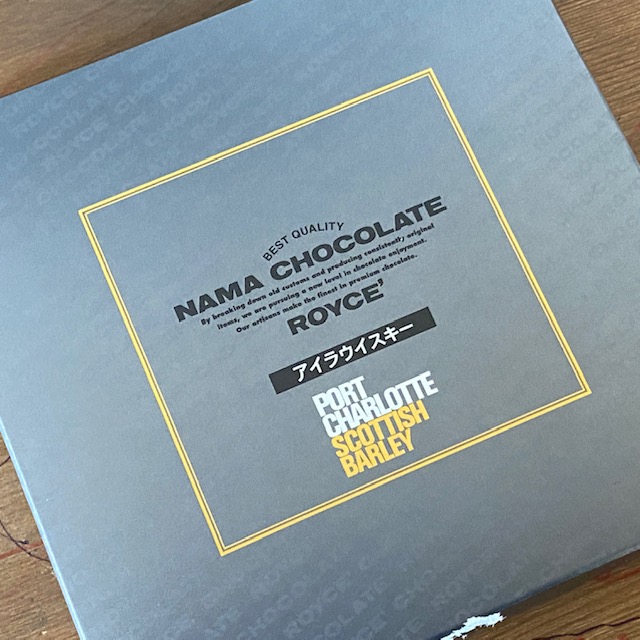 BEST QUALITY
NAMA CHOCOLATE
By breaking down old customs and producing consistently original
items, we are pursuing a new level in chocolate enjoyment.
Our artisans make the finest in premium chocolate.
ROYCE'
アイラウイスキー
PORT
CHARLOTTE
SCOTTISH
BARLEY